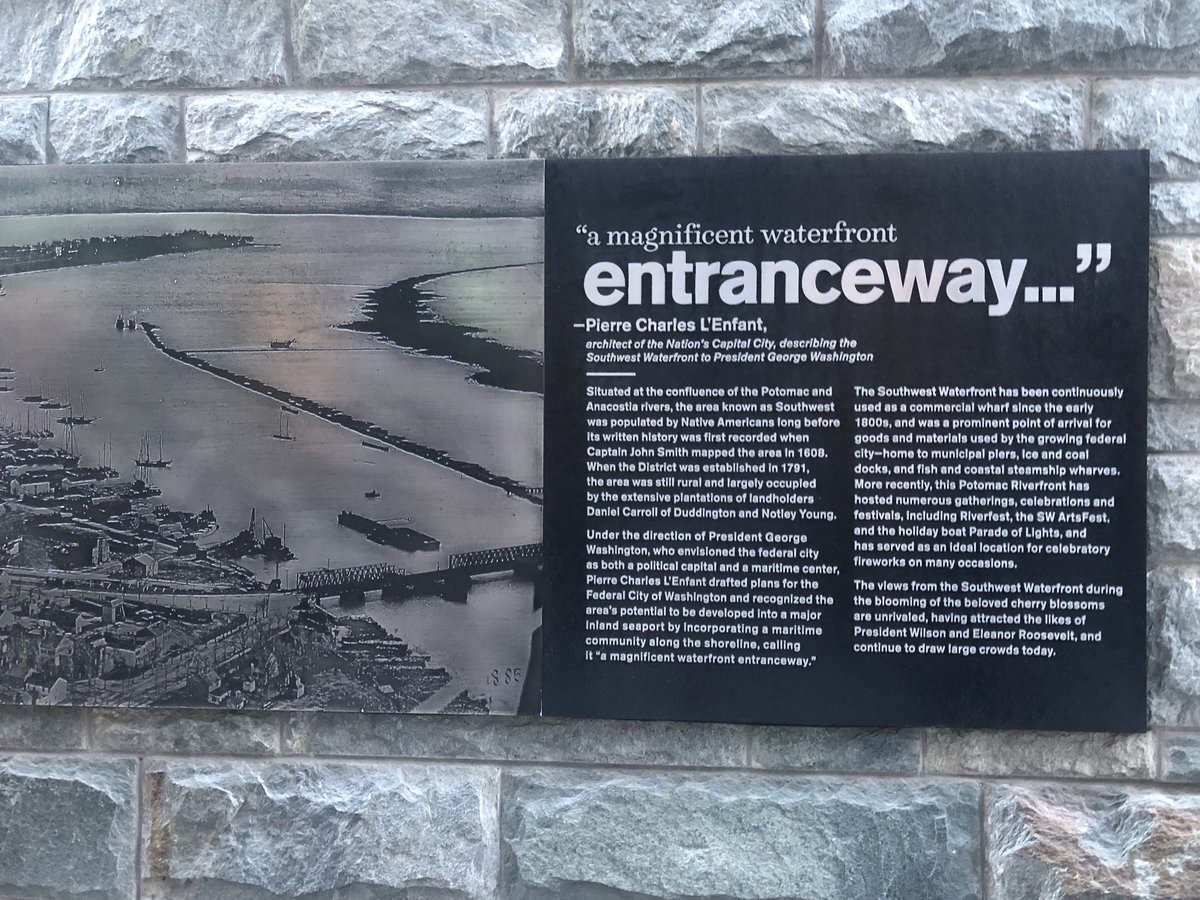 “a magnificent waterfront
entranceway...”
—Pierre Charles L'Enfant,
architect of the Nation's Capital City, describing the
Southwest Waterfront to President George Washington
Situated at the confluence of the Potomac and
Anacostia rivers, the area known as Southwest
was populated by Native Americans long before
its written history was first recorded when
Captain John Smith mapped the area in 1608.
When the District was established in 1791,
the area was still rural and largely occupied
by the extensive plantations of landholders
Daniel Carroll of Duddington and Notley Young.
Under the direction of President George
Washington, who envisioned the federal city
as both a political capital and a maritime center,
Pierre Charles L'Enfant drafted plans for the
Federal City of Washington and recognized the
area's potential to be developed into a major
inland seaport by incorporating a maritime
community along the shoreline, calling
it "a magnificent waterfront entranceway."
The Southwest Waterfront has been continuously
used as a commercial wharf since the early
1800s, and was a prominent point of arrival for
goods and materials used by the growing federal
city—home to municipal piers, ice and coal
docks, and fish and coastal steamship wharves.
More recently, this Potomac Riverfront has
hosted numerous gatherings, celebrations and
festivals, including Riverfest, the SW ArtsFest,
and the holiday boat Parade of Lights, and
has served as an ideal location for celebratory
fireworks on many occasions.
The views from the Southwest Waterfront during
the blooming of the beloved cherry blossoms
are unrivaled, having attracted the likes of
President Wilson and Eleanor Roosevelt, and
continue to draw large crowds today.
1885